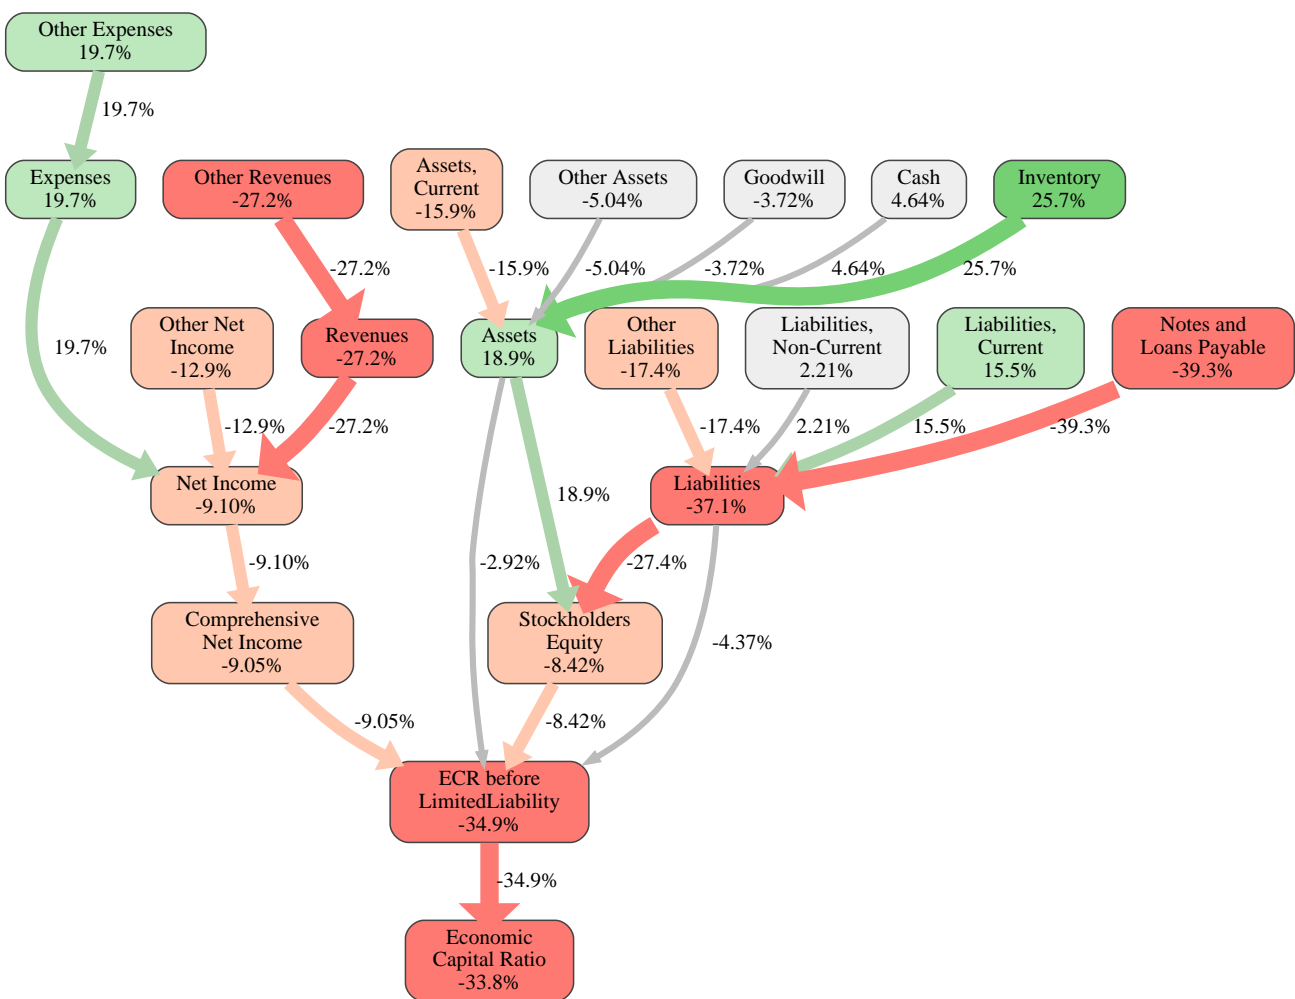 Other Expenses
19.7%
19.7%
Expenses
19.7%
Other Revenues
-27.2%
Assets,
Current
-15.9%
Other Assets
-5.04%
Goodwill
-3.72%
Cash
4.64%
Inventory
25.7%
-27.2%
-15.9%
-5.04%
-3.72%
4.64%
25.7%
Other Net
Income
-12.9%
Revenues
-27.2%
Assets
18.9%
Other
Liabilities
-17.4%
Liabilities,
Non-Current
2.21%
Liabilities,
Current
15.5%
Notes and
Loans Payable
-39.3%
19.7%
-12.9%
-27.2%
-17.4%
2.21%
15.5%
-39.3%
Net Income
-9.10%
18.9%
Liabilities
-37.1%
-9.10%
-2.92%
-27.4%
Comprehensive
Net Income
-9.05%
Stockholders
Equity
-8.42%
-4.37%
-9.05%
-8.42%
ECR before
LimitedLiability
-34.9%
-34.9%
Economic
Capital Ratio
-33.8%